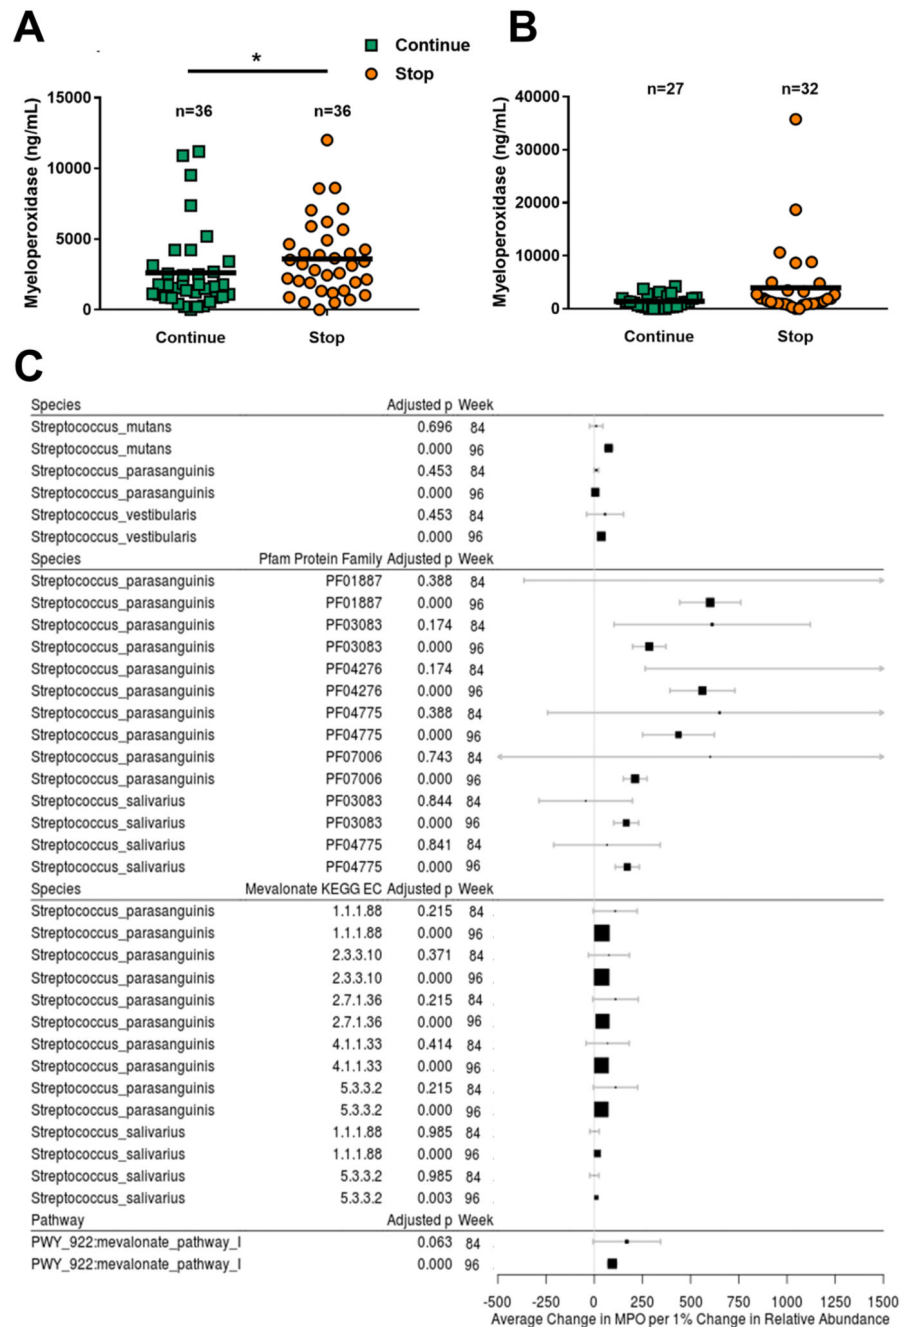 A
B
Continue
Stop
*
n=36
n=36
15000
10000
5000
0
Myeloperoxidase (ng/mL)
Continue
Stop
n=27
n=32
40000
30000
20000
10000
0
Myeloperoxidase (ng/mL)
Continue
Stop
C
Species Adjusted p Week
Streptococcus_mutans 0.696 84
Streptococcus_mutans 0.000 96
Streptococcus_parasanguinis 0.453 84
Streptococcus_parasanguinis 0.000 96
Streptococcus_vestibularis 0.453 84
Streptococcus_vestibularis 0.000 96
Species Pfam Protein Family Adjusted p Week
Streptococcus_parasanguinis PF01887 0.388 84
Streptococcus_parasanguinis PF01887 0.000 96
Streptococcus_parasanguinis PF03083 0.174 84
Streptococcus_parasanguinis PF03083 0.000 96
Streptococcus_parasanguinis PF04276 0.174 84
Streptococcus_parasanguinis PF04276 0.000 96
Streptococcus_parasanguinis PF04775 0.388 84
Streptococcus_parasanguinis PF04775 0.000 96
Streptococcus_parasanguinis PF07006 0.743 84
Streptococcus_parasanguinis PF07006 0.000 96
Streptococcus_salivarius PF03083 0.844 84
Streptococcus_salivarius PF03083 0.000 96
Streptococcus_salivarius PF04775 0.841 84
Streptococcus_salivarius PF04775 0.000 96
Species Mevalonate KEGG EC Adjusted p Week
Streptococcus_parasanguinis 1.1.1.88 0.215 84
Streptococcus_parasanguinis 1.1.1.88 0.000 96
Streptococcus_parasanguinis 2.3.3.10 0.371 84
Streptococcus_parasanguinis 2.3.3.10 0.000 96
Streptococcus_parasanguinis 2.7.1.36 0.215 84
Streptococcus_parasanguinis 2.7.1.36 0.000 96
Streptococcus_parasanguinis 4.1.1.33 0.414 84
Streptococcus_parasanguinis 4.1.1.33 0.000 96
Streptococcus_parasanguinis 5.3.3.2 0.215 84
Streptococcus_parasanguinis 5.3.3.2 0.000 96
Streptococcus_salivarius 1.1.1.88 0.985 84
Streptococcus_salivarius 1.1.1.88 0.000 96
Streptococcus_salivarius 5.3.3.2 0.985 84
Streptococcus_salivarius 5.3.3.2 0.003 96
Pathway Adjusted p Week
PWY_922:mevalonate_pathway_I 0.063 84
PWY_922:mevalonate_pathway_I 0.000 96
-500 -250 0 250 500 750 1000 1250 1500
Average Change in MPO per 1% Change in Relative Abundance